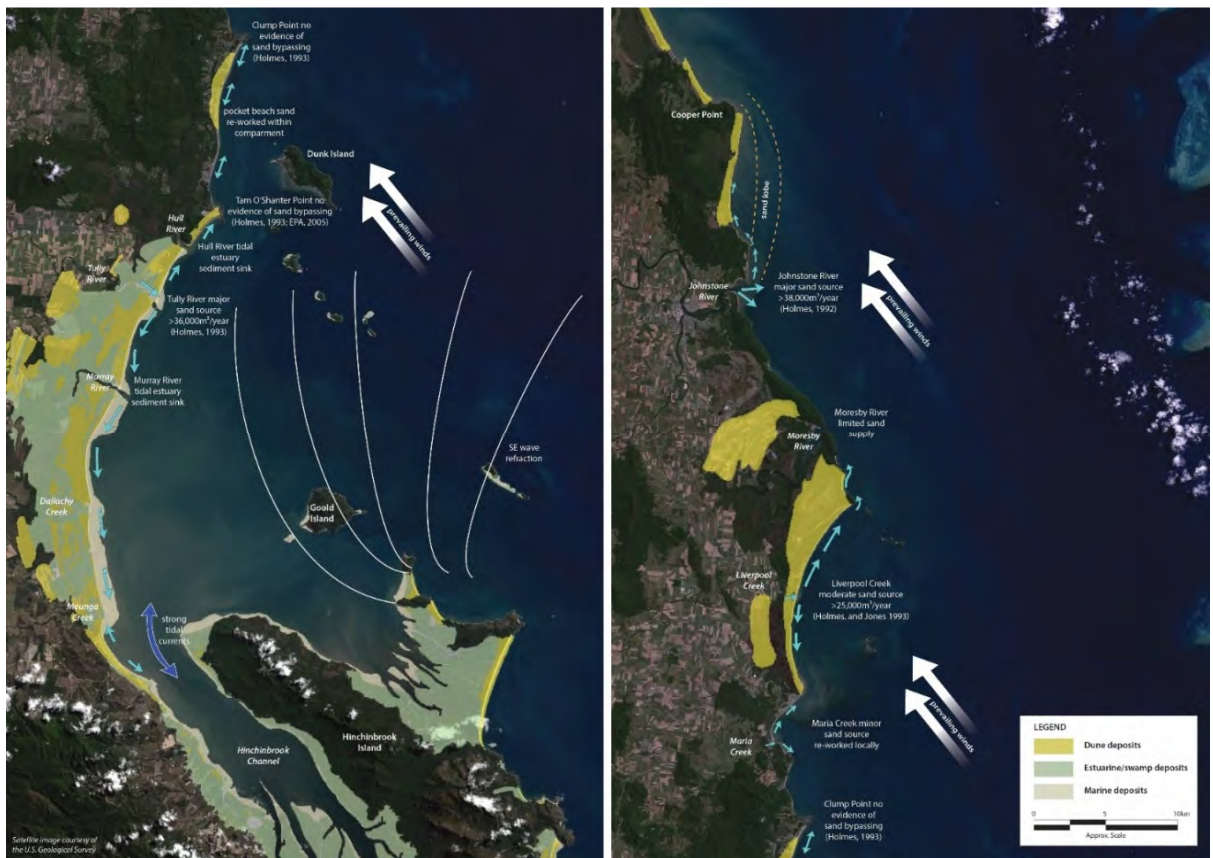 Clump Point no
evidence of
sand bypassing
(Holmes, 1993)
pocket beach sand
re-worked within
comparment
Dunk Island
prevailing winds
Tam O'Shanter Point no
evidence of sand bypassing
(Holmes, 1993; EPA, 2005)
Hull
River
Hull River tidal
estuary
sediment sink
Tully
River
Tully River major
sand source
>36,000m³/year
(Holmes, 1993)
Murray
River
Murray River
tidal estuary
sediment sink
SE wave
refraction
Dallachy
Creek
Goold
Island
Meunga
Creek
strong
tidal
currents
Hinchinbrook
Island
Hinchinbrook
Channel
Satellite image courtesy of
the U.S. Geological Survey
Cooper Point
sand lobe
Johnstone
River
Johnstone River
major sand source
>38,000m³/year
(Holmes, 1992)
prevailing winds
Moresby River
limited sand
supply
Moresby
River
Liverpool
Creek
Liverpool Creek
moderate sand source
>25,000m³/year
(Holmes, and Jones 1993)
prevailing winds
Maria Creek minor
sand source
re-worked locally
Maria
Creek
Clump Point no
evidence of
sand bypassing
(Holmes, 1993)
LEGEND
Dune deposits
Estuarine/swamp deposits
Marine deposits
0 5 10km
Approx. Scale